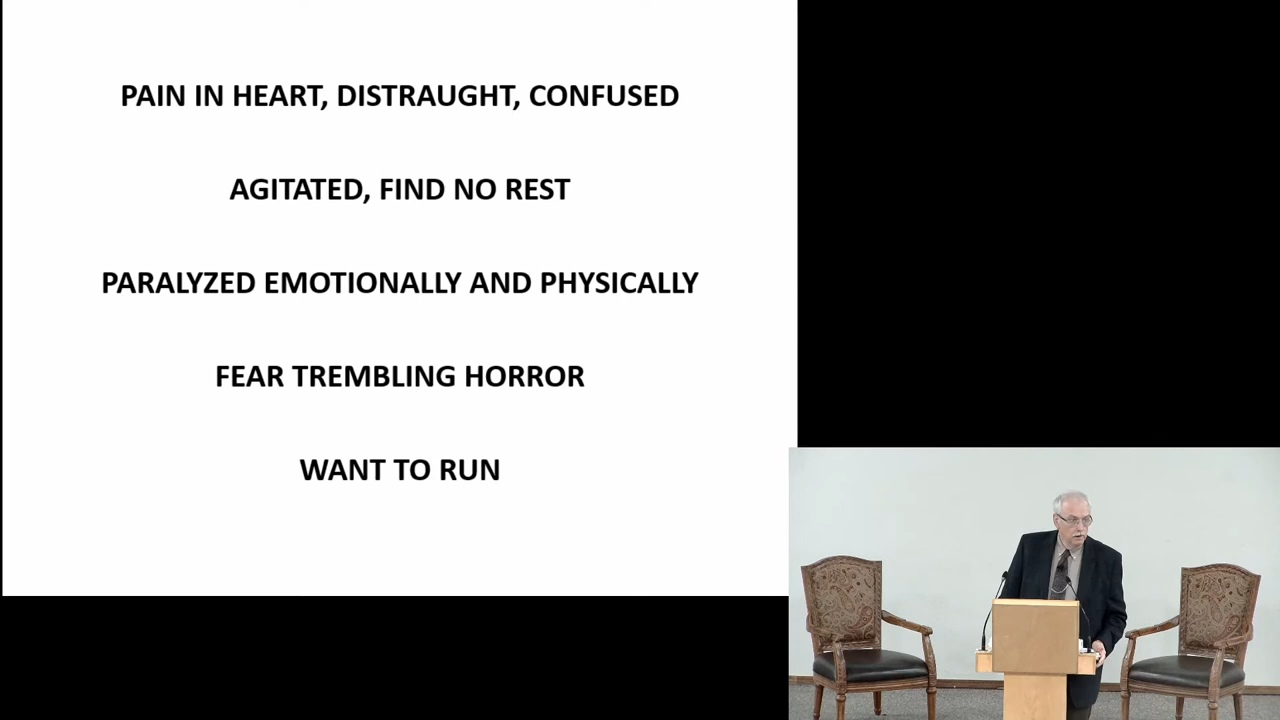 PAIN IN HEART, DISTRAUGHT, CONFUSED
AGITATED, FIND NO REST
PARALYZED EMOTIONALLY AND PHYSICALLY
FEAR TREMBLING HORROR
WANT TO RUN